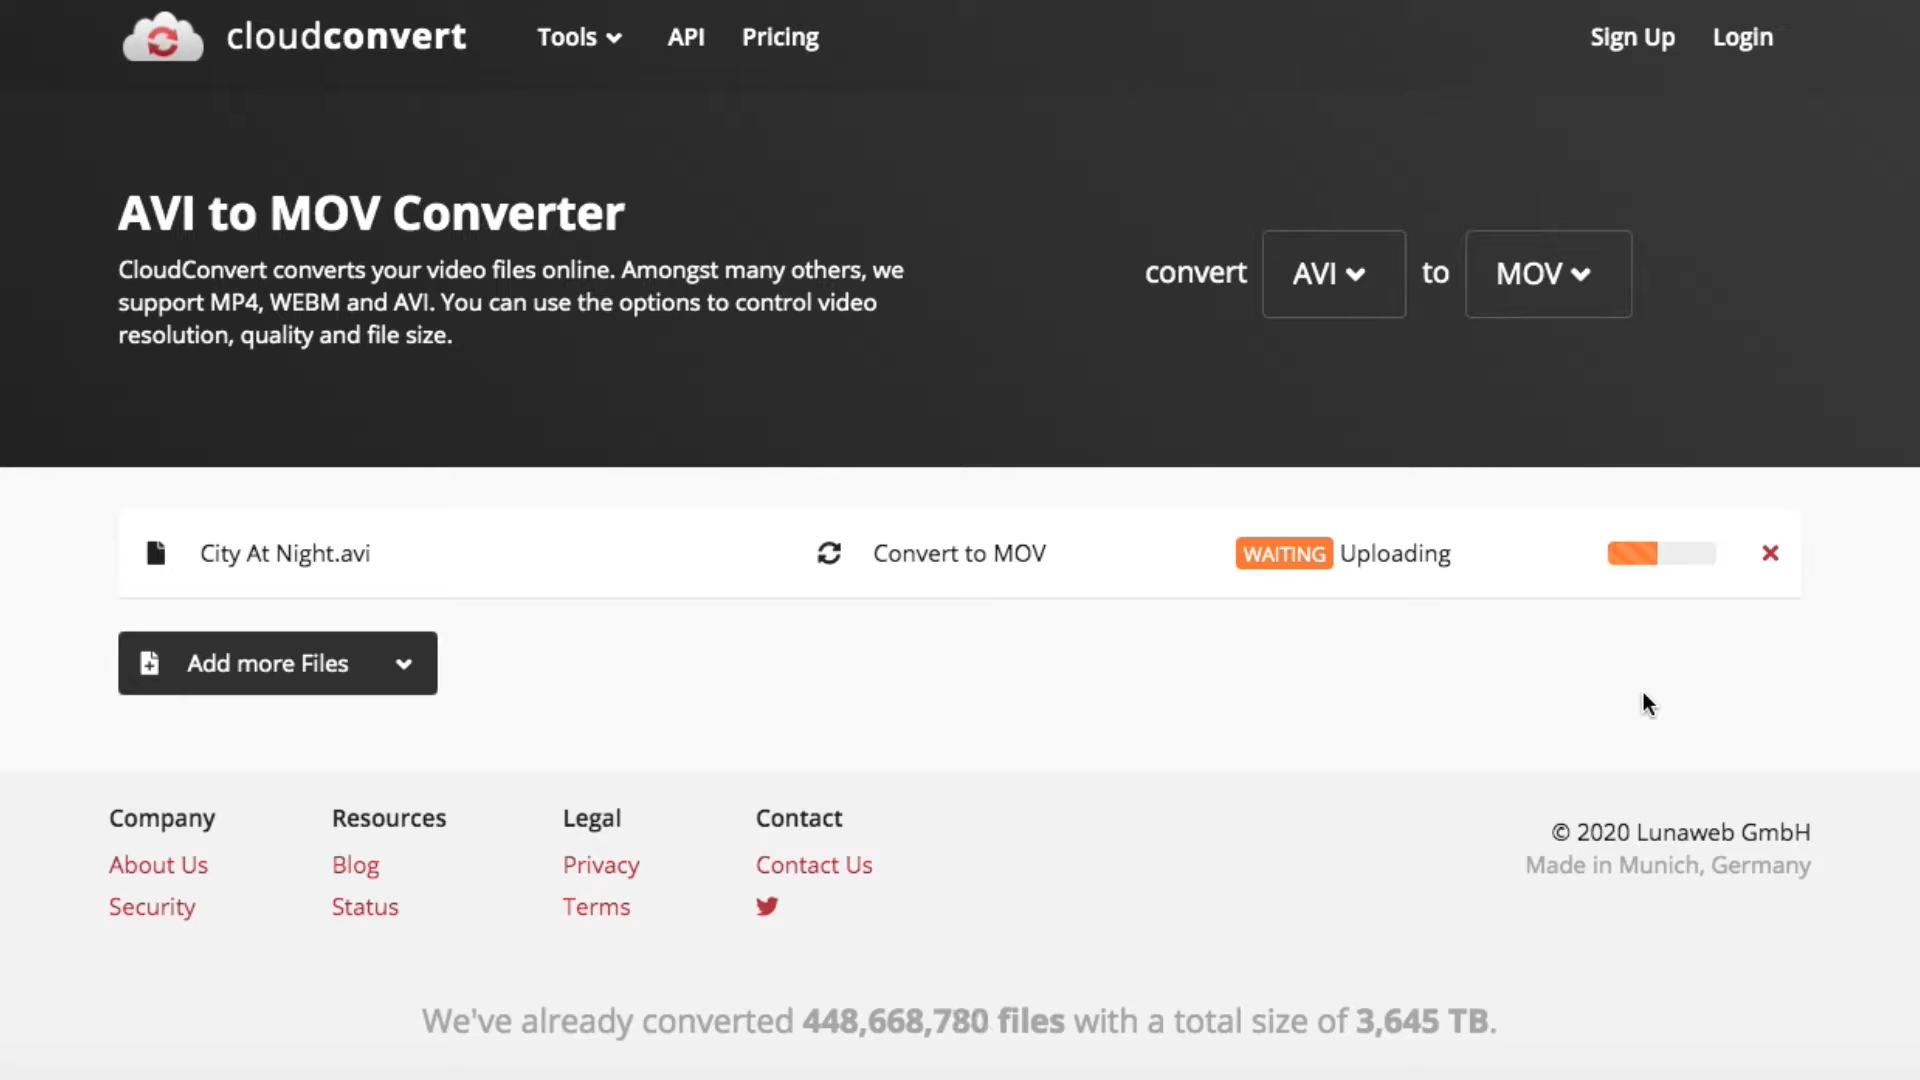 cloudconvert
Tools
API
Pricing
Sign Up
Login
AVI to MOV Converter
CloudConvert converts your video files online. Amongst many others, we
support MP4, WEBM and AVI. You can use the options to control video
resolution, quality and file size.
convert AVI to MOV
City At Night.avi
Convert to MOV
WAITING Uploading
Add more Files
Company
About Us
Security
Resources
Blog
Status
Legal
Privacy
Terms
Contact
Contact Us
© 2020 Lunaweb GmbH
Made in Munich, Germany
We've already converted 448,668,780 files with a total size of 3,645 TB.